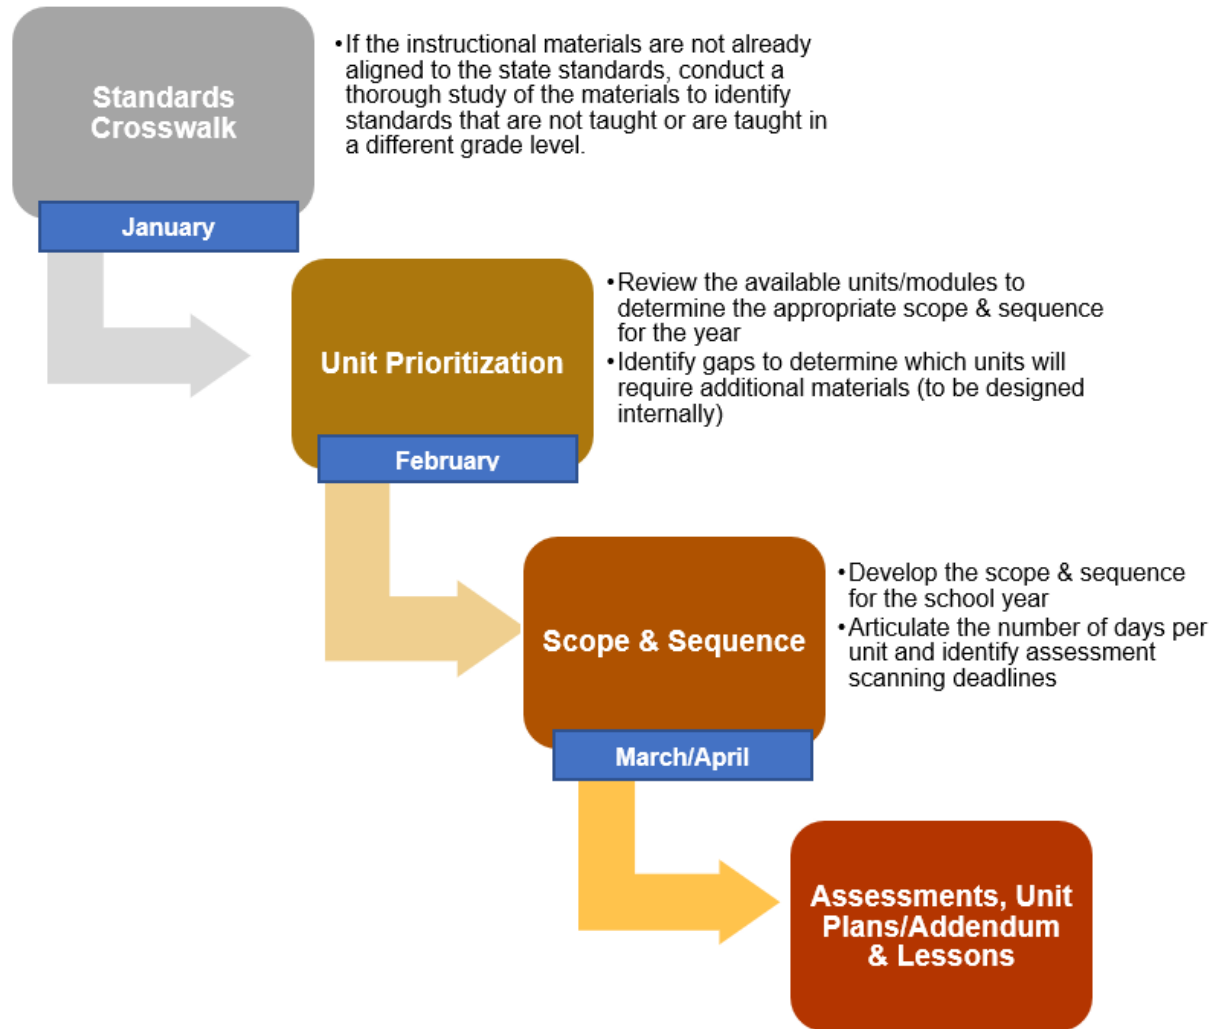 Standards
Crosswalk
January
•If the instructional materials are not already
aligned to the state standards, conduct a
thorough study of the materials to identify
standards that are not taught or are taught in
a different grade level.
Unit Prioritization
February
•Review the available units/modules to
determine the appropriate scope & sequence
for the year
•Identify gaps to determine which units will
require additional materials (to be designed
internally)
Scope & Sequence
March/April
•Develop the scope & sequence
for the school year
•Articulate the number of days per
unit and identify assessment
scanning deadlines
Assessments, Unit
Plans/Addendum
& Lessons